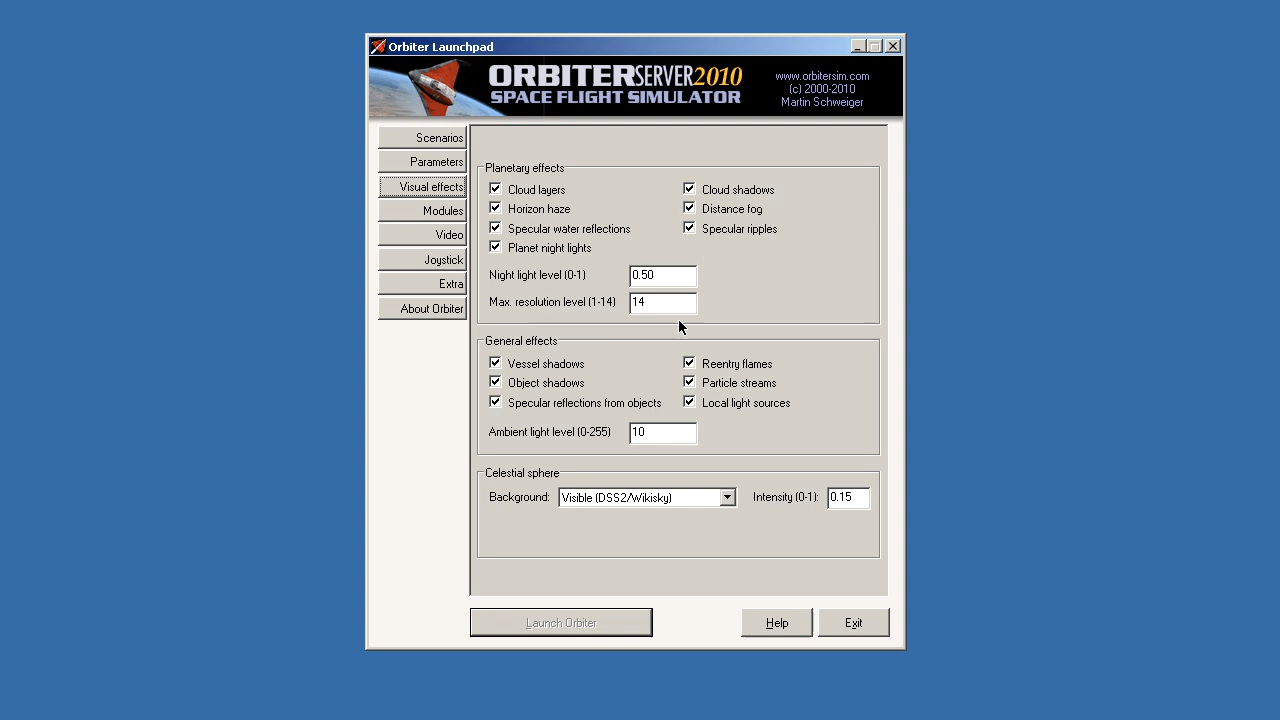 Orbiter Launchpad
ORBITERSERVER2010
SPACE FLIGHT SIMULATOR
www.orbitersim.com
(c) 2000-2010
Martin Schweiger
Scenarios
Parameters
Visual effects
Modules
Video
Joystick
Extra
About Orbiter
Planetary effects
Cloud layers
Cloud shadows
Horizon haze
Distance fog
Specular water reflections
Specular ripples
Planet night lights
Night light level (0-1)
0.50
Max. resolution level (1-14)
14
General effects
Vessel shadows
Reentry flames
Object shadows
Particle streams
Specular reflections from objects
Local light sources
Ambient light level (0-255)
10
Celestial sphere
Background:
Visible (DSS2/Wikisky)
Intensity (0-1):
0.15
Launch Orbiter
Help
Exit